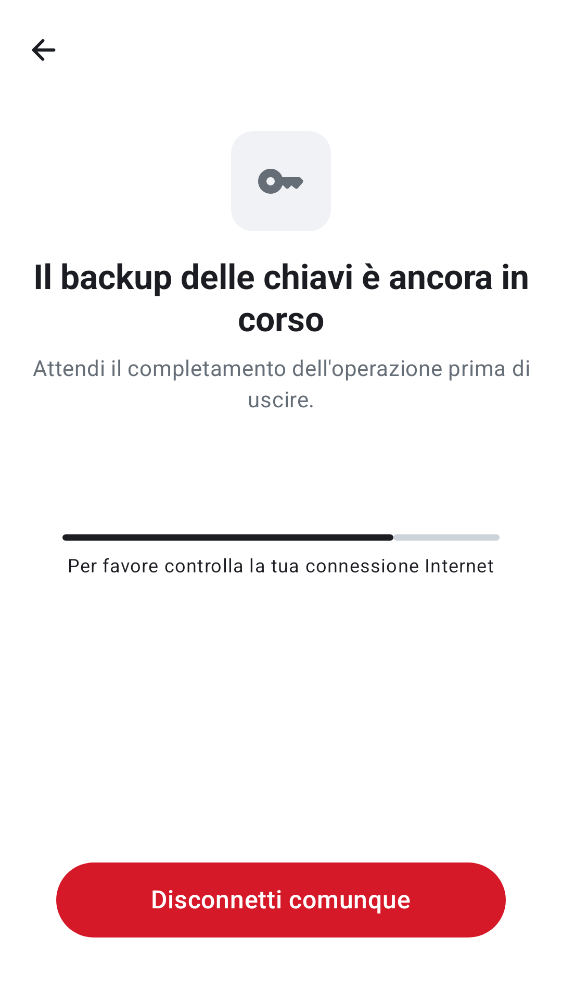 Il backup delle chiavi è ancora in
corso
Attendi il completamento dell'operazione prima di
uscire.
Per favore controlla la tua connessione Internet
Disconnetti comunque